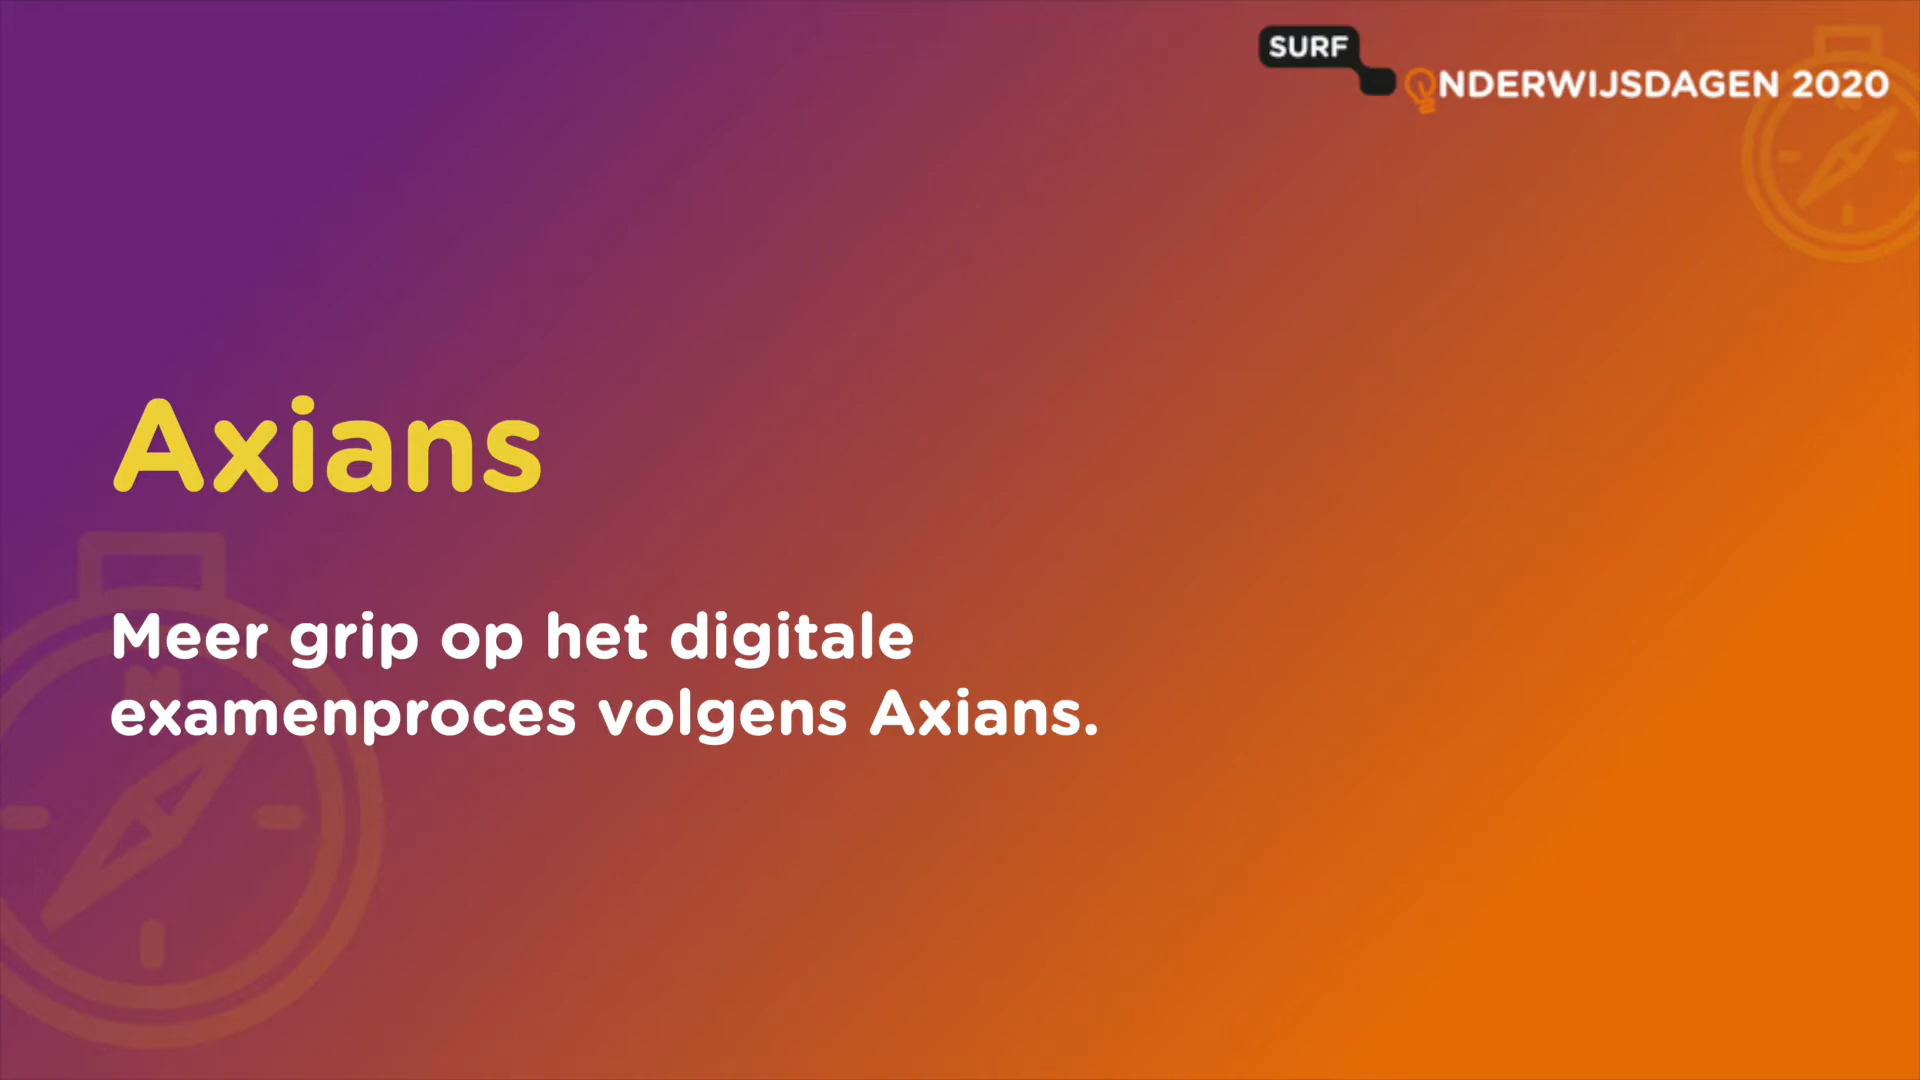 SURF
ONDERWIJSDAGEN 2020
Axians
Meer grip op het digitale
examenproces volgens Axians.